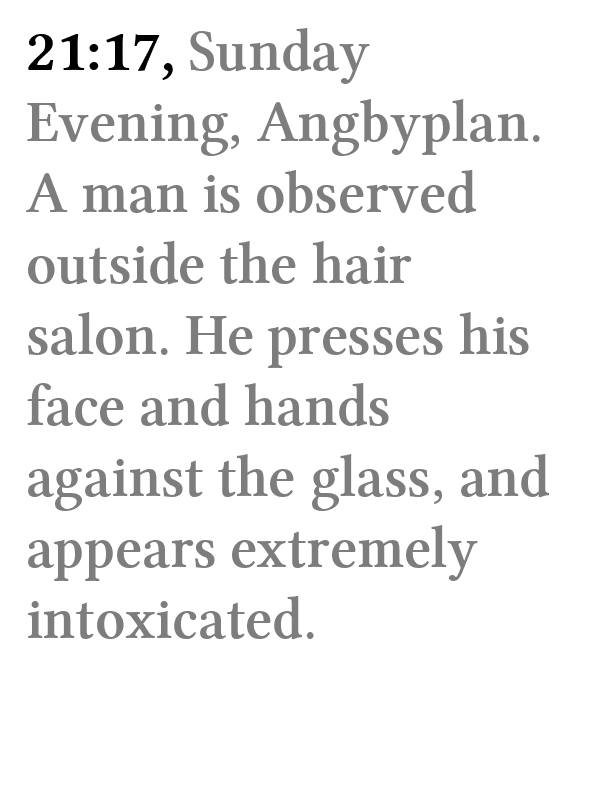 21:17, Sunday
Evening, Angbyplan.
A man is observed
outside the hair
salon. He presses his
face and hands
against the glass, and
appears extremely
intoxicated.